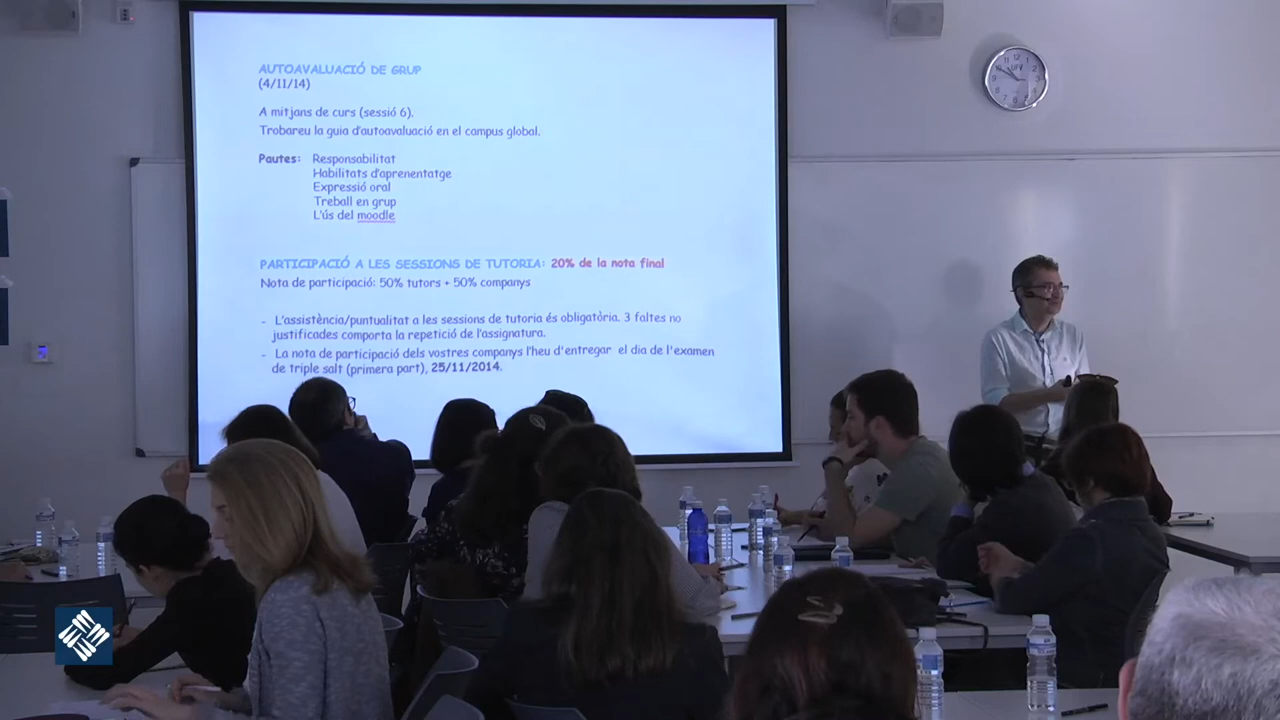 AUTOAVALUACIÓ DE GRUP
(4/11/14)
A mitjans de curs (sessió 6).
Trobareu la guia d'autoavaluació en el campus global.
Pautes: Responsabilitat
Habilitats d'aprenentatge
Expressió oral
Treball en grup
L'ús del moodle
PARTICIPACIÓ A LES SESSIONS DE TUTORIA: 20% de la nota final
Nota de participació: 50% tutors + 50% companys
- L'assistència/puntualitat a les sessions de tutoria és obligatòria. 3 faltes no
justificades comporta la repetició de l'assignatura.
- La nota de participació dels vostres companys l'heu d'entregar el dia de l'examen
de triple salt (primera part), 25/11/2014.